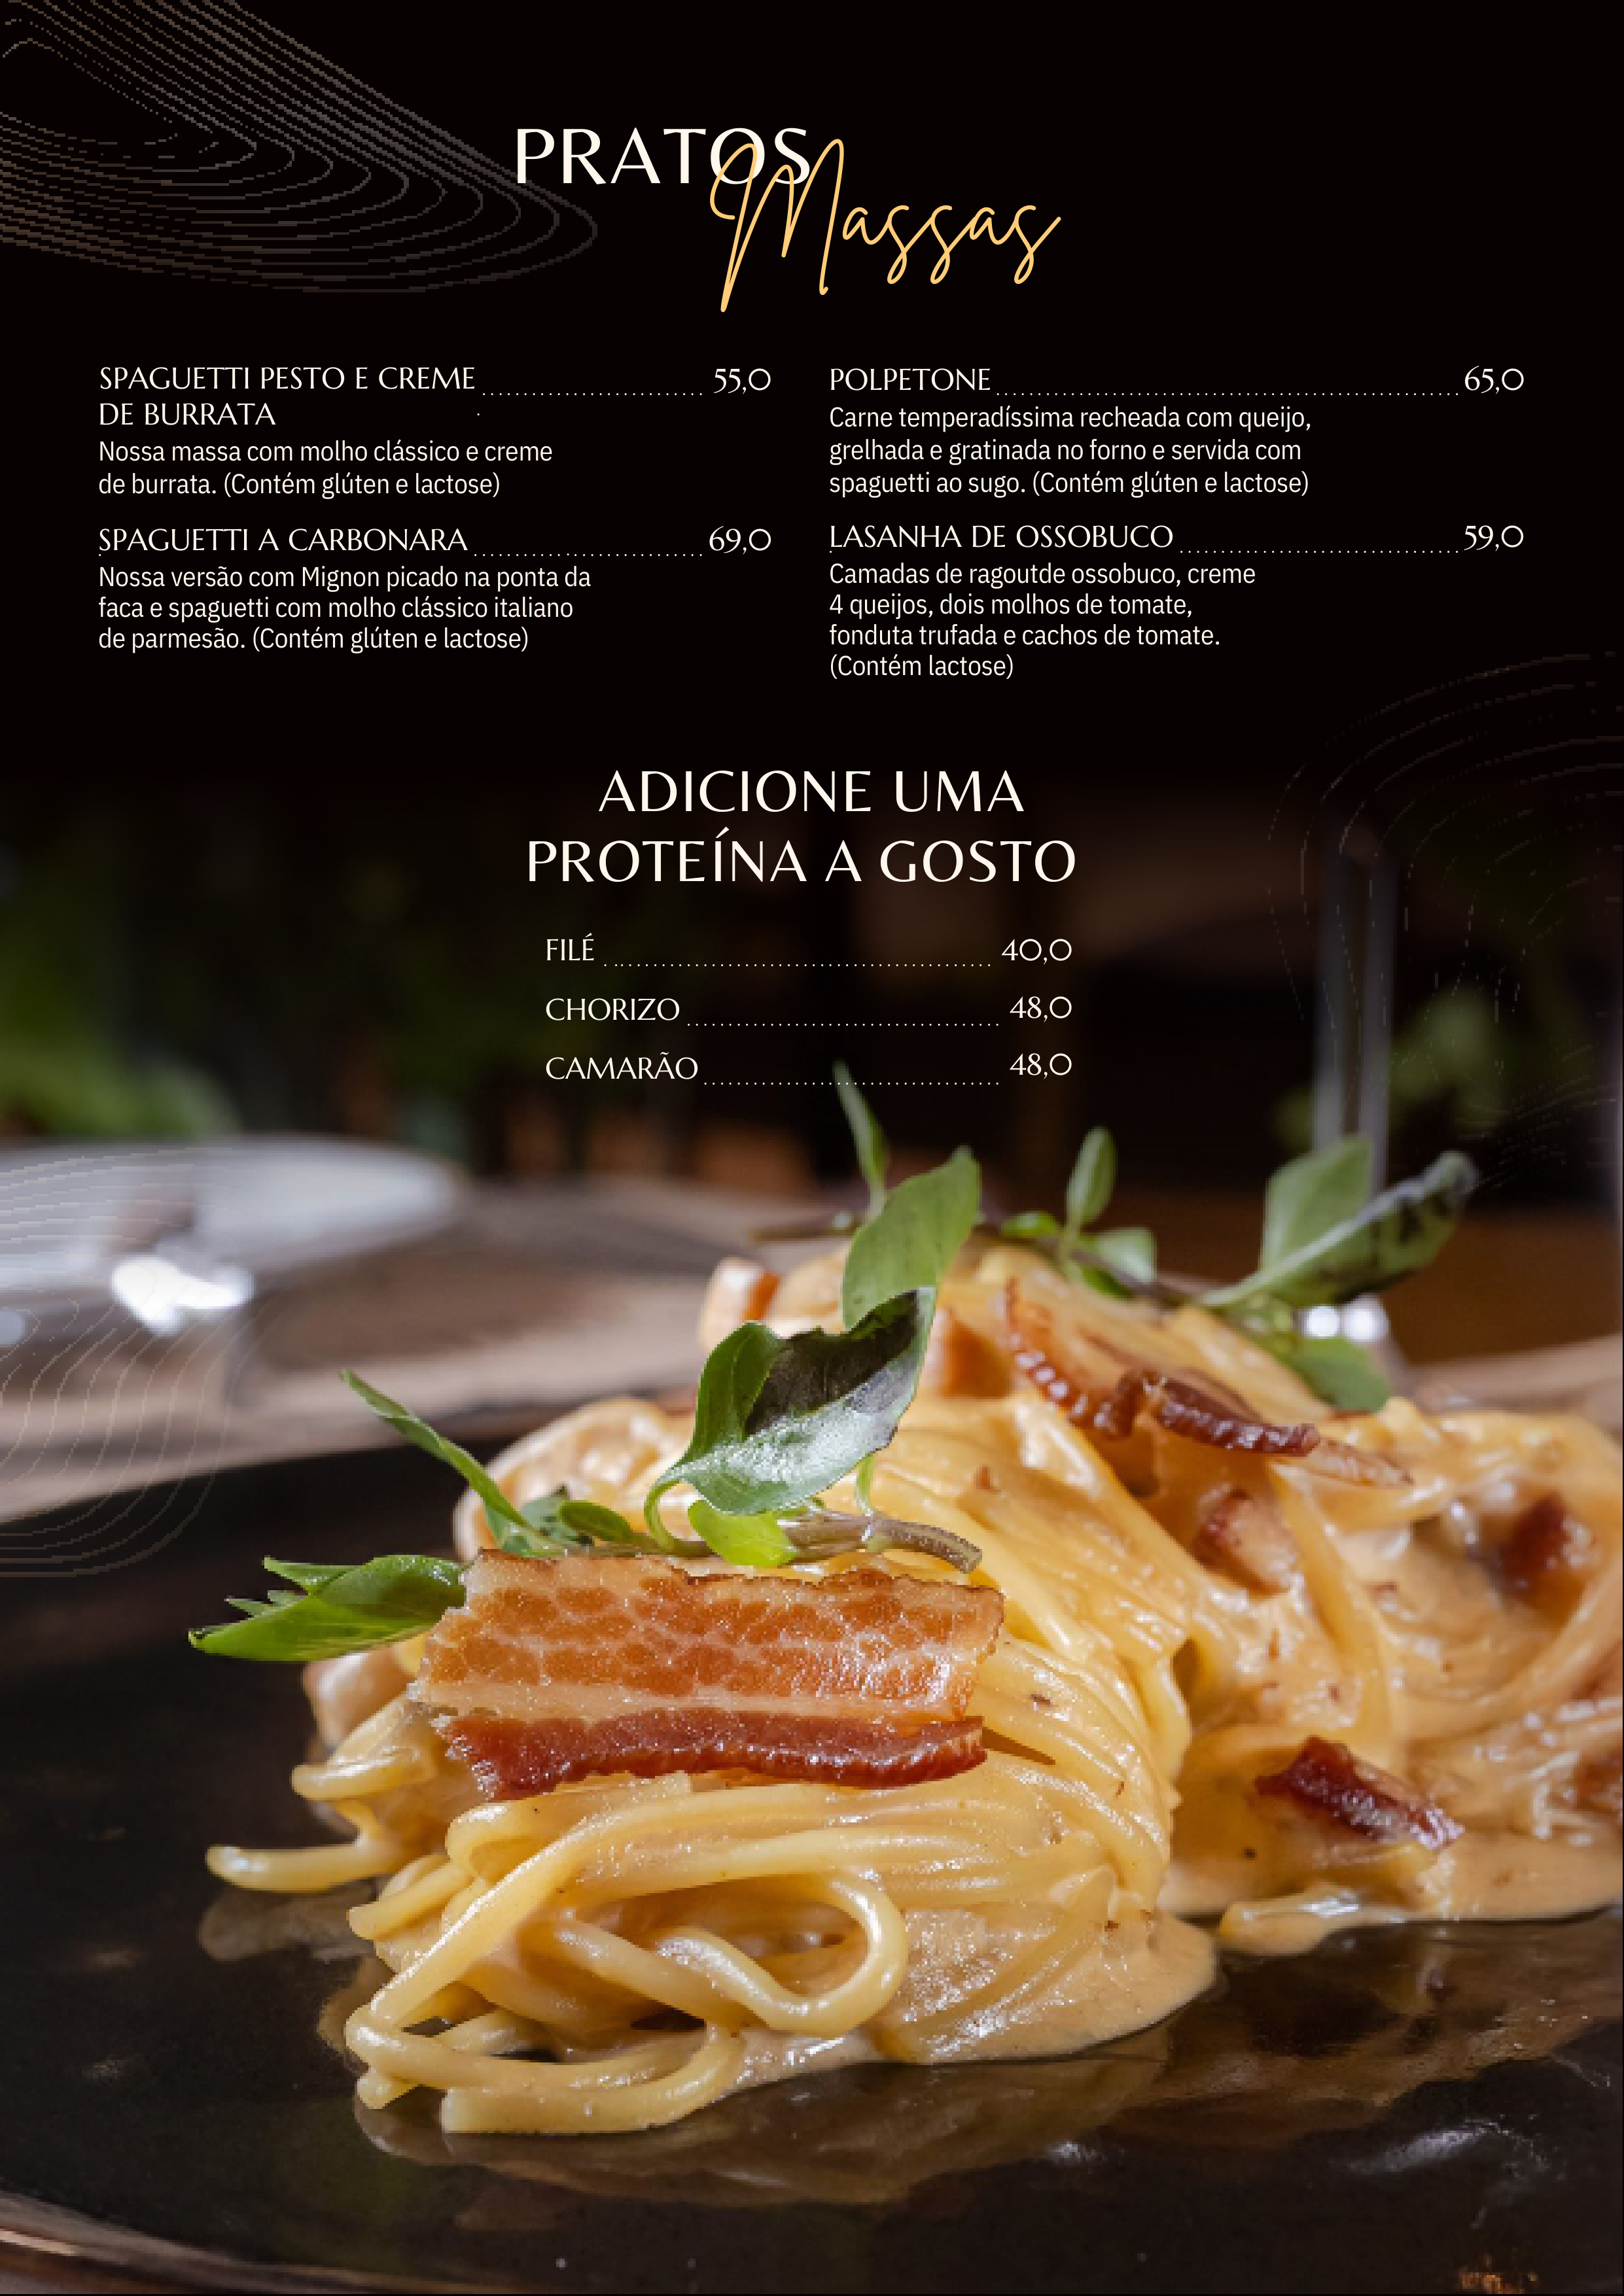 PRATOS
Massas
SPAGUETTI PESTO E CREME 55,0
DE BURRATA
Nossa massa com molho clássico e creme
de burrata. (Contém glúten e lactose)
SPAGUETTI A CARBONARA 69,0
Nossa versão com Mignon picado na ponta da
faca e spaguetti com molho clássico italiano
de parmesão. (Contém glúten e lactose)
POLPETONE 65,0
Carne temperadíssima recheada com queijo,
grelhada e gratinada no forno e servida com
spaguetti ao sugo. (Contém glúten e lactose)
LASANHA DE OSSOBUCO 59,0
Camadas de ragoutde ossobuco, creme
4 queijos, dois molhos de tomate,
fonduta trufada e cachos de tomate.
(Contém lactose)
ADICIONE UMA
PROTEÍNA A GOSTO
FILÉ 40,0
CHORIZO 48,0
CAMARÃO 48,0